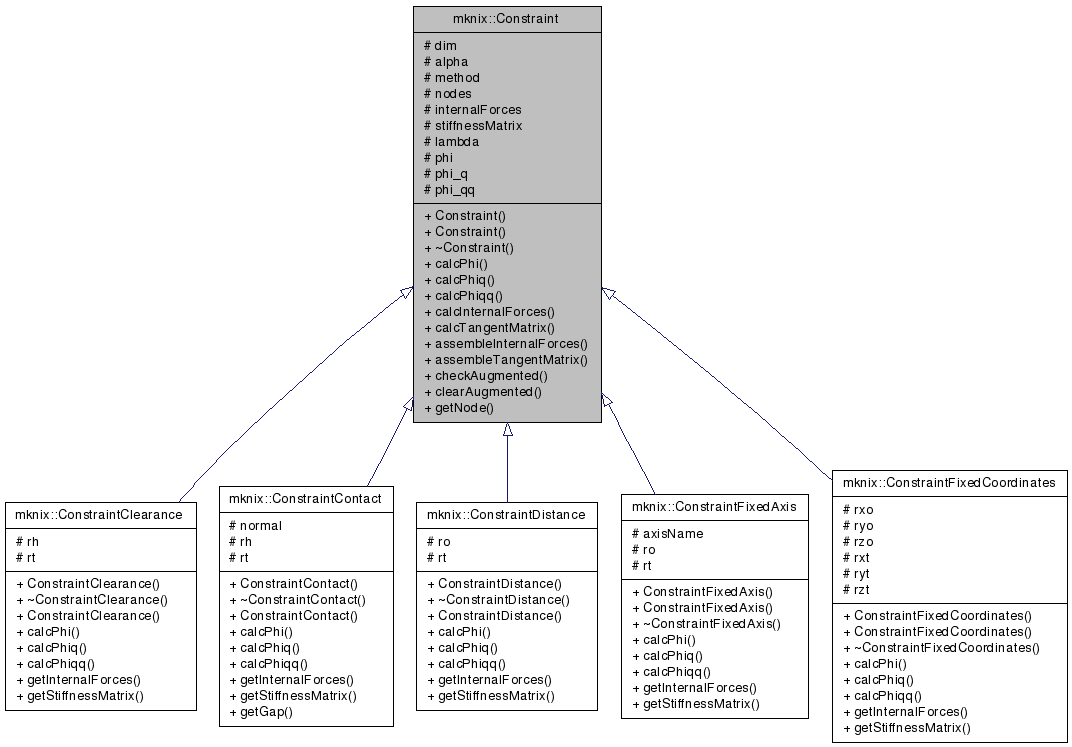 mknix::Constraint
# dim
# alpha
# method
# nodes
# internalForces
# stiffnessMatrix
# lambda
# phi
# phi_q
# phi_qq
+ Constraint()
+ Constraint()
+ ~Constraint()
+ calcPhi()
+ calcPhiq()
+ calcPhiqq()
+ calcInternalForces()
+ calcTangentMatrix()
+ assembleInternalForces()
+ assembleTangentMatrix()
+ checkAugmented()
+ clearAugmented()
+ getNode()
mknix::ConstraintClearance
# rh
# rt
+ ConstraintClearance()
+ ~ConstraintClearance()
+ ConstraintClearance()
+ calcPhi()
+ calcPhiq()
+ calcPhiqq()
+ getInternalForces()
+ getStiffnessMatrix()
mknix::ConstraintContact
# normal
# rh
# rt
+ ConstraintContact()
+ ~ConstraintContact()
+ ConstraintContact()
+ calcPhi()
+ calcPhiq()
+ calcPhiqq()
+ getInternalForces()
+ getStiffnessMatrix()
+ getGap()
mknix::ConstraintDistance
# ro
# rt
+ ConstraintDistance()
+ ~ConstraintDistance()
+ ConstraintDistance()
+ calcPhi()
+ calcPhiq()
+ calcPhiqq()
+ getInternalForces()
+ getStiffnessMatrix()
mknix::ConstraintFixedAxis
# axisName
# ro
# rt
+ ConstraintFixedAxis()
+ ConstraintFixedAxis()
+ ~ConstraintFixedAxis()
+ calcPhi()
+ calcPhiq()
+ calcPhiqq()
+ getInternalForces()
+ getStiffnessMatrix()
mknix::ConstraintFixedCoordinates
# rxo
# ryo
# rzo
# rxt
# ryt
# rzt
+ ConstraintFixedCoordinates()
+ ConstraintFixedCoordinates()
+ ~ConstraintFixedCoordinates()
+ calcPhi()
+ calcPhiq()
+ calcPhiqq()
+ getInternalForces()
+ getStiffnessMatrix()